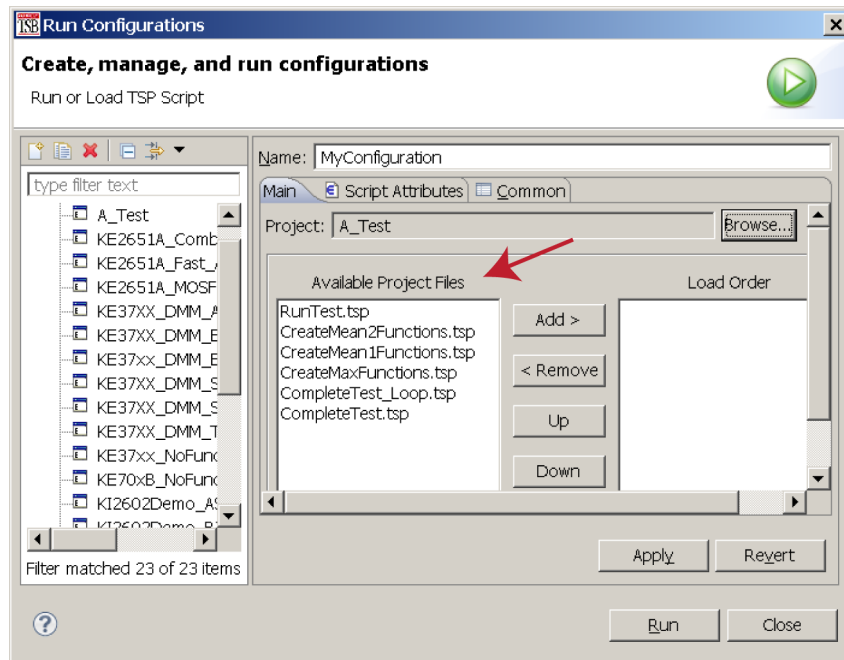 TSB Run Configurations
Create, manage, and run configurations
Run or Load TSP Script
type filter text
A_Test
KE2651A_Comb
KE2651A_Fast_
KE2651A_MOSF
KE37XX_DMM_A
KE37XX_DMM_E
KE37xx_DMM_E
KE37XX_DMM_S
KE37XX_DMM_S
KE37XX_DMM_T
KE37xx_NoFunc
KE70xB_NoFunc
KI2602Demo_AS
Filter matched 23 of 23 items
Name: MyConfiguration
Main Script Attributes Common
Project: A_Test Browse...
Available Project Files
RunTest.tsp
CreateMean2Functions.tsp
CreateMean1Functions.tsp
CreateMaxFunctions.tsp
CompleteTest_Loop.tsp
CompleteTest.tsp
Add >
< Remove
Up
Down
Load Order
Apply Revert
? Run Close